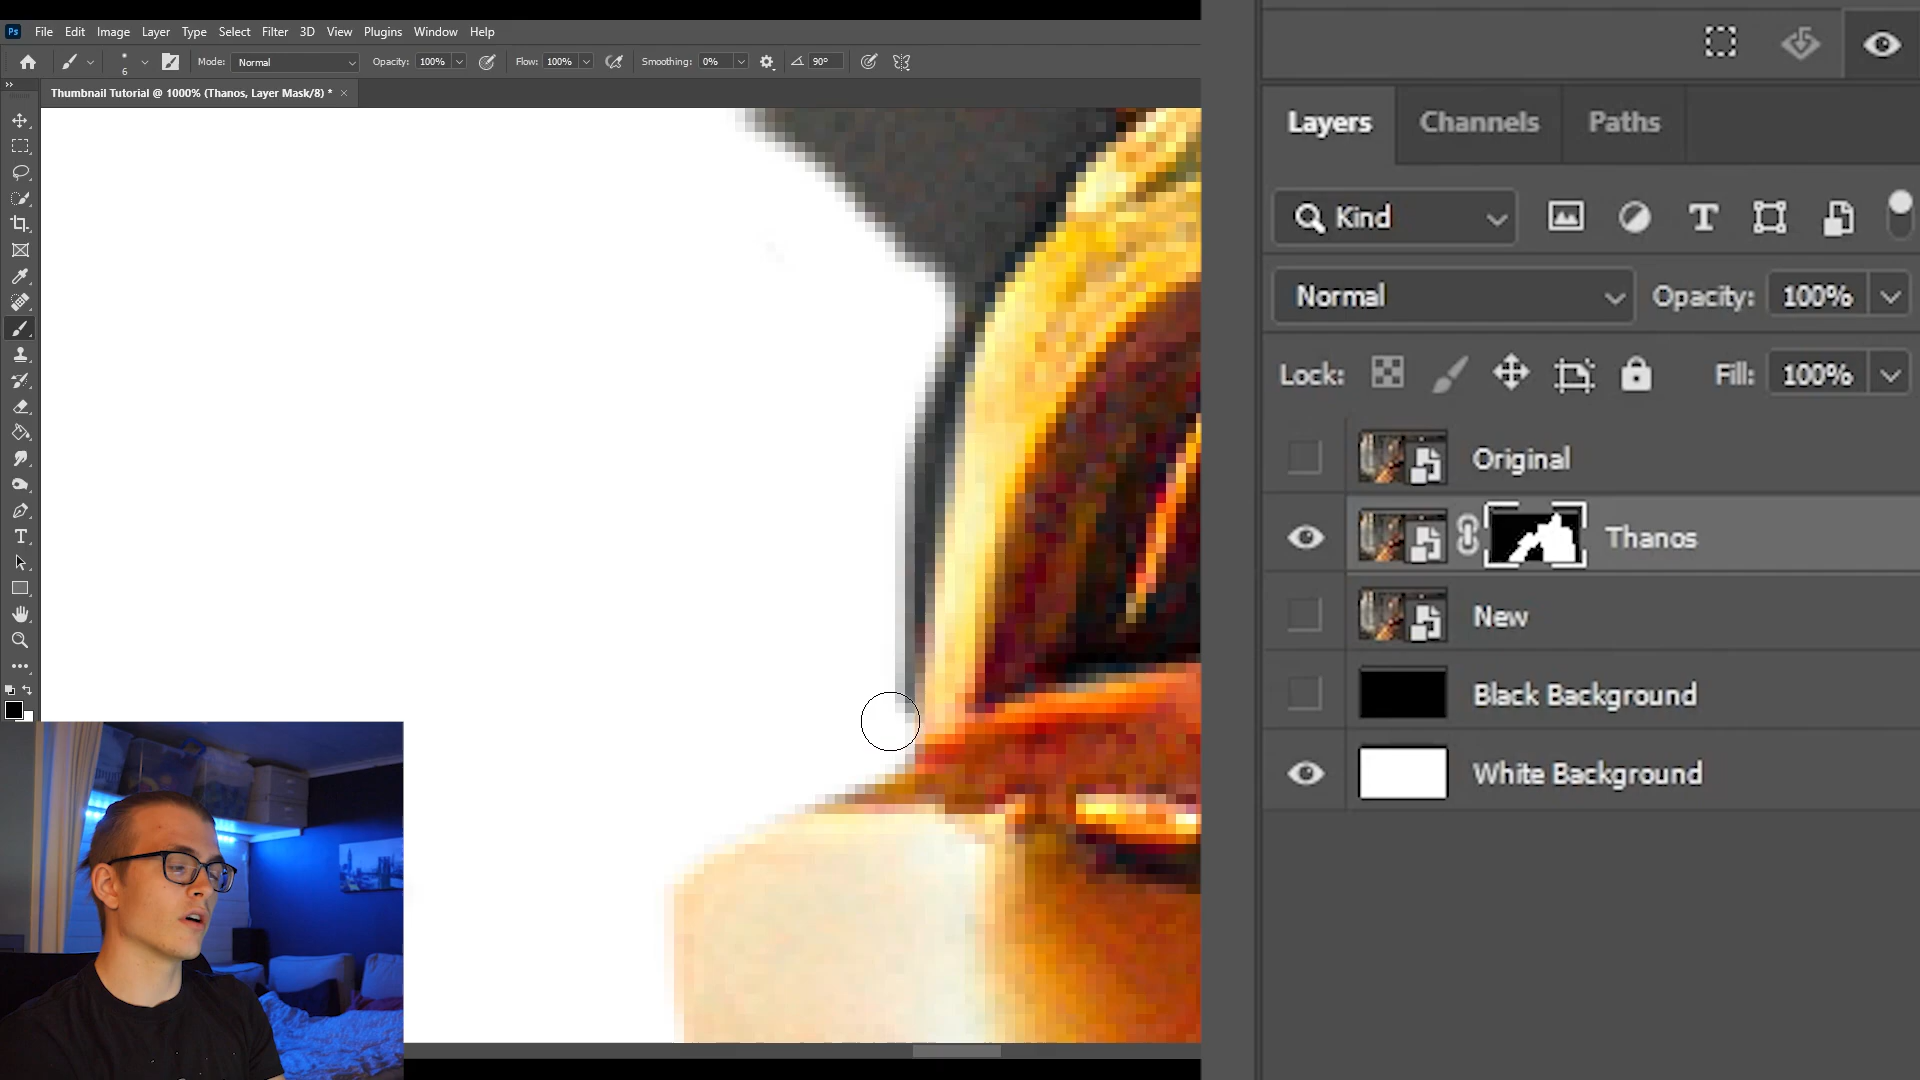 Ps File Edit Image Layer Type Select Filter 3D View Plugins Window Help
6 Mode: Normal Opacity: 100% Flow: 100% Smoothing: 0% 90°
Thumbnail Tutorial @ 1000% (Thanos, Layer Mask/8) * ×
Layers Channels Paths
Kind
Normal Opacity: 100%
Lock: Fill: 100%
Original
Thanos
New
Black Background
White Background